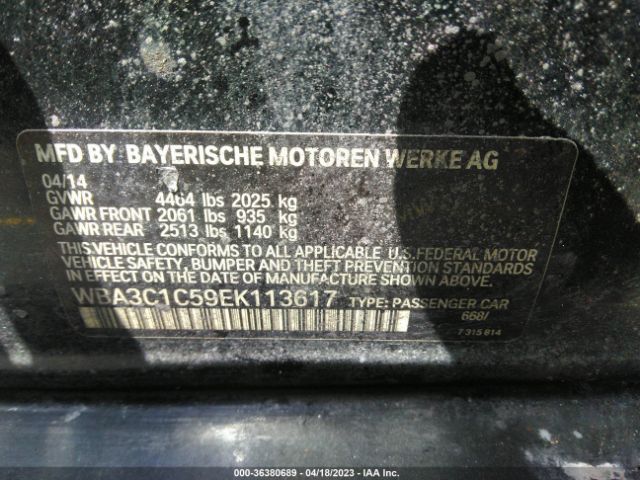 MFD BY BAYERISCHE MOTOREN WERKE AG
04/14
GVWR 4464 lbs 2025 kg
GAWR FRONT 2061 lbs 935 kg
GAWR REAR 2513 lbs 1140 kg
THIS VEHICLE CONFORMS TO ALL APPLICABLE U.S.FEDERAL MOTOR
VEHICLE SAFETY, BUMPER AND THEFT PREVENTION STANDARDS IN
EFFECT ON THE DATE OF MANUFACTURE SHOWN ABOVE.
WBA3C1C59EK113617 TYPE: PASSENGER CAR
668/
7 315 814
000-36380689 - 04/18/2023 - IAA Inc.